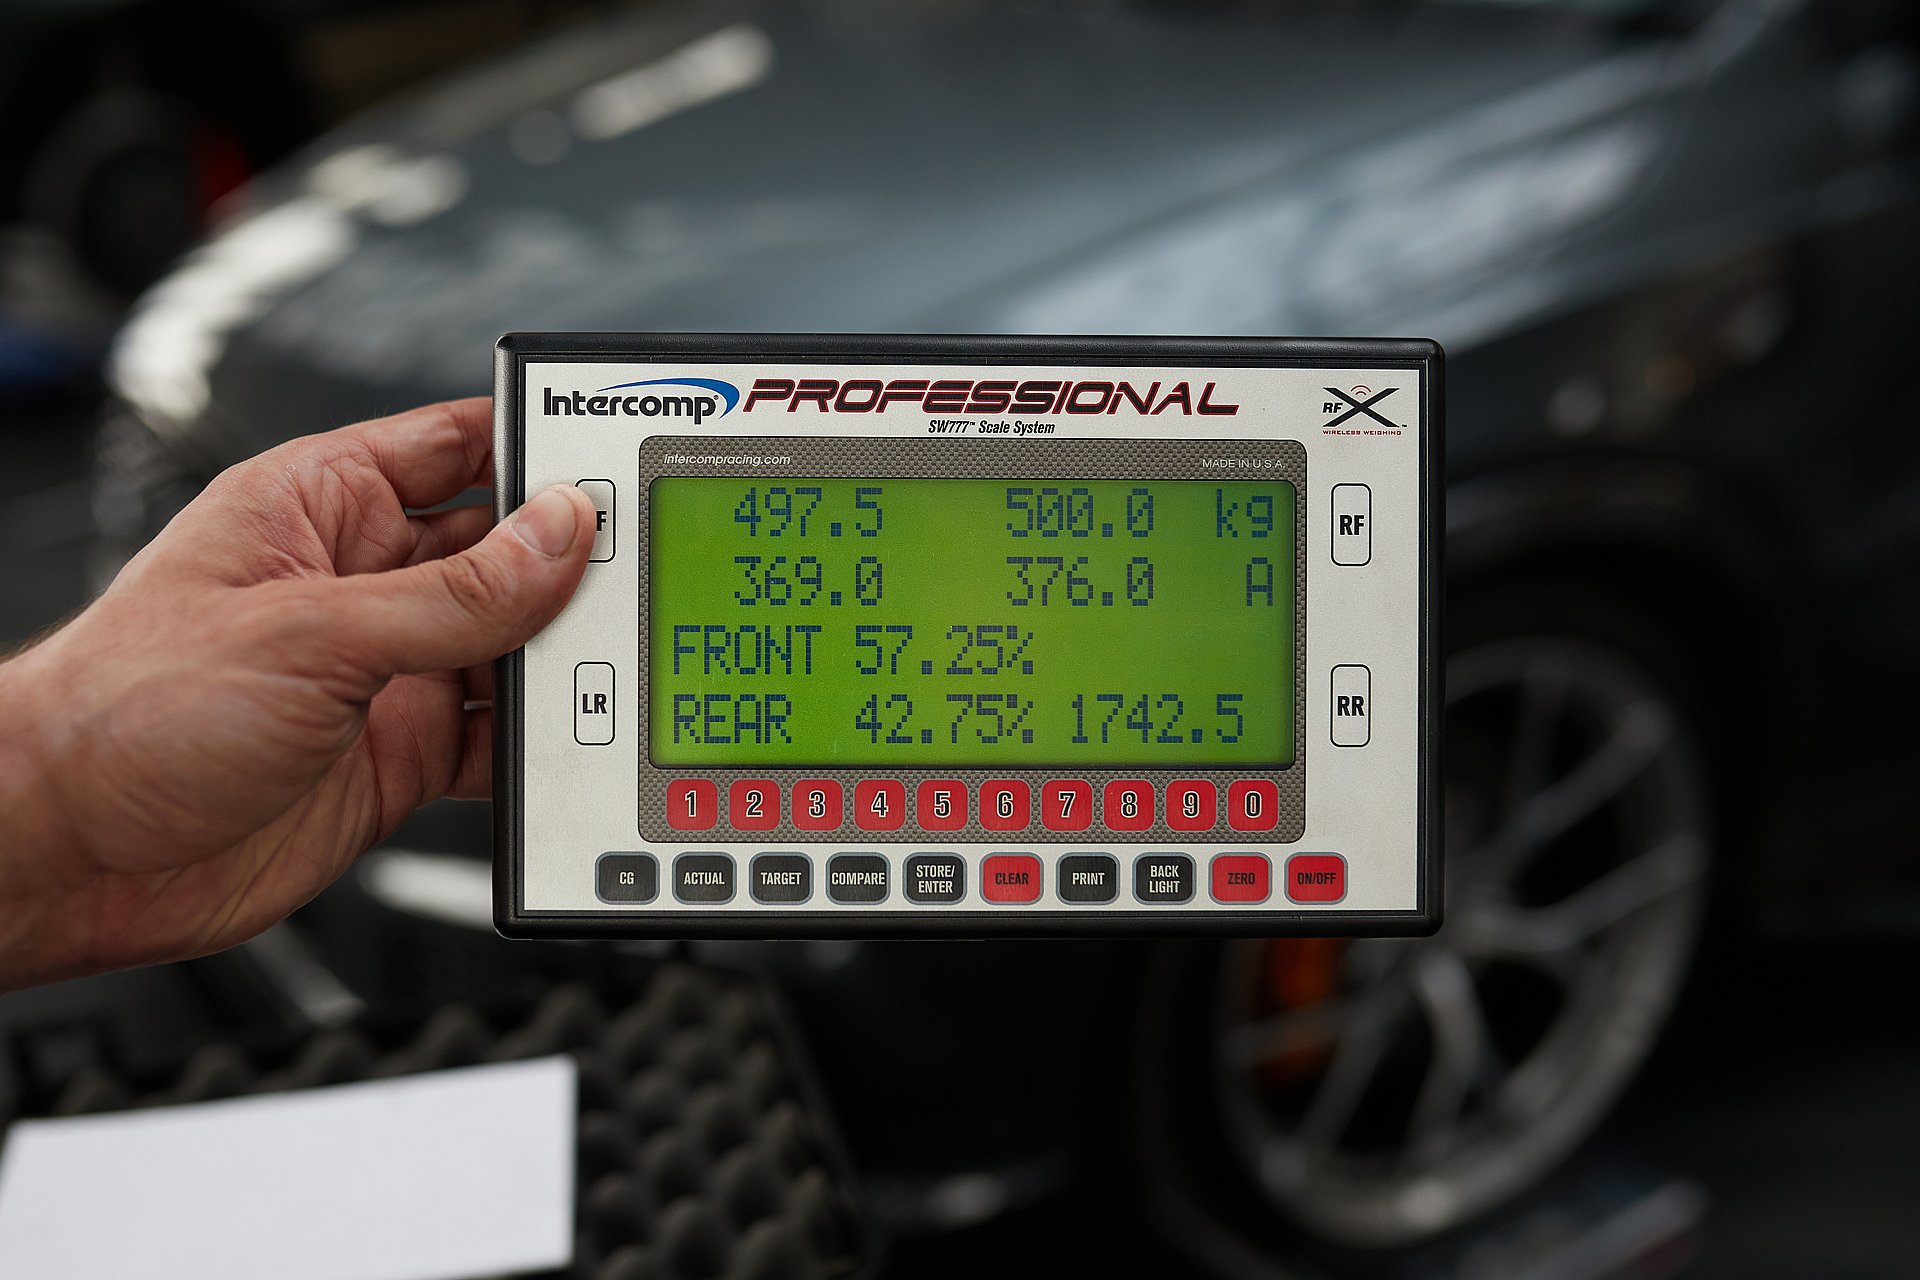 Intercomp® PROFESSIONAL
SW777™ Scale System
RFX™
WIRELESS WEIGHING
intercompracing.com
MADE IN U.S.A.
F
RF
LR
RR
497.5 500.0 kg
369.0 376.0 A
FRONT 57.25%
REAR 42.75% 1742.5
1 2 3 4 5 6 7 8 9 0
CG ACTUAL TARGET COMPARE STORE/ENTER CLEAR PRINT BACK LIGHT ZERO ON/OFF